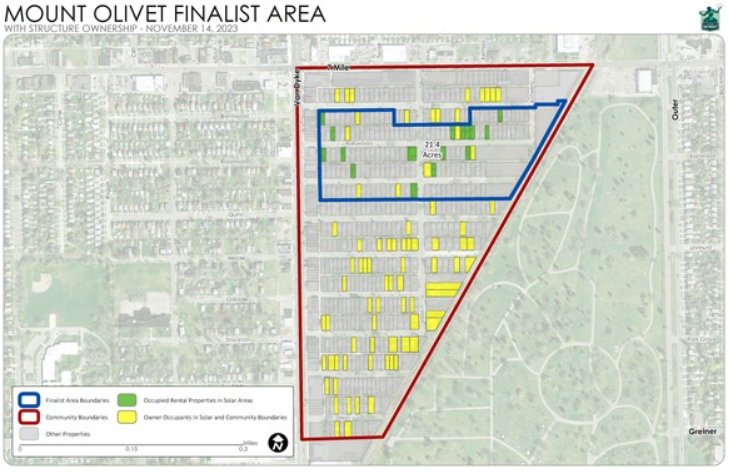 MOUNT OLIVET FINALIST AREA
WITH STRUCTURE OWNERSHIP - NOVEMBER 14, 2023
7 Mile
Van Dyke
Outer
21.4
Acres
Quinn
Greiner
Finalist Area Boundaries
Occupied Rental Properties in Solar Areas
Community Boundaries
Owner Occupants in Solar and Community Boundaries
Other Properties
Miles
0
0.15
0.3
N